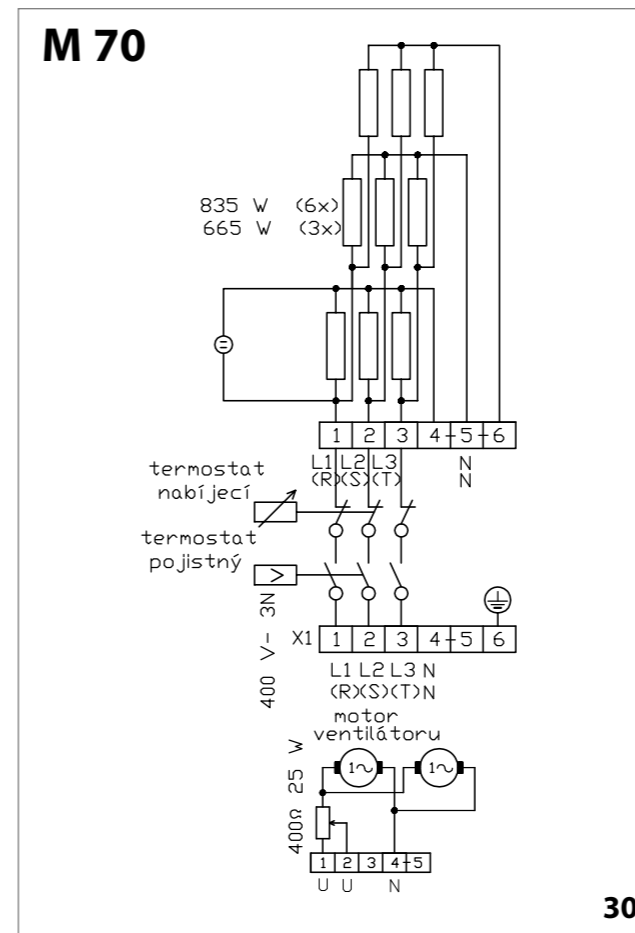 M 70
835 W (6x)
665 W (3x)
1 2 3 4 5 6
L1 L2 L3 N
(R)(S)(T) N
termostat
nabíjecí
termostat
pojistný
400 V~ 3N
X1 1 2 3 4 5 6
L1 L2 L3 N
(R)(S)(T)N
motor
ventilátoru
1~ 1~
400Ω 25 W
1 2 3 4 5
U U N
30